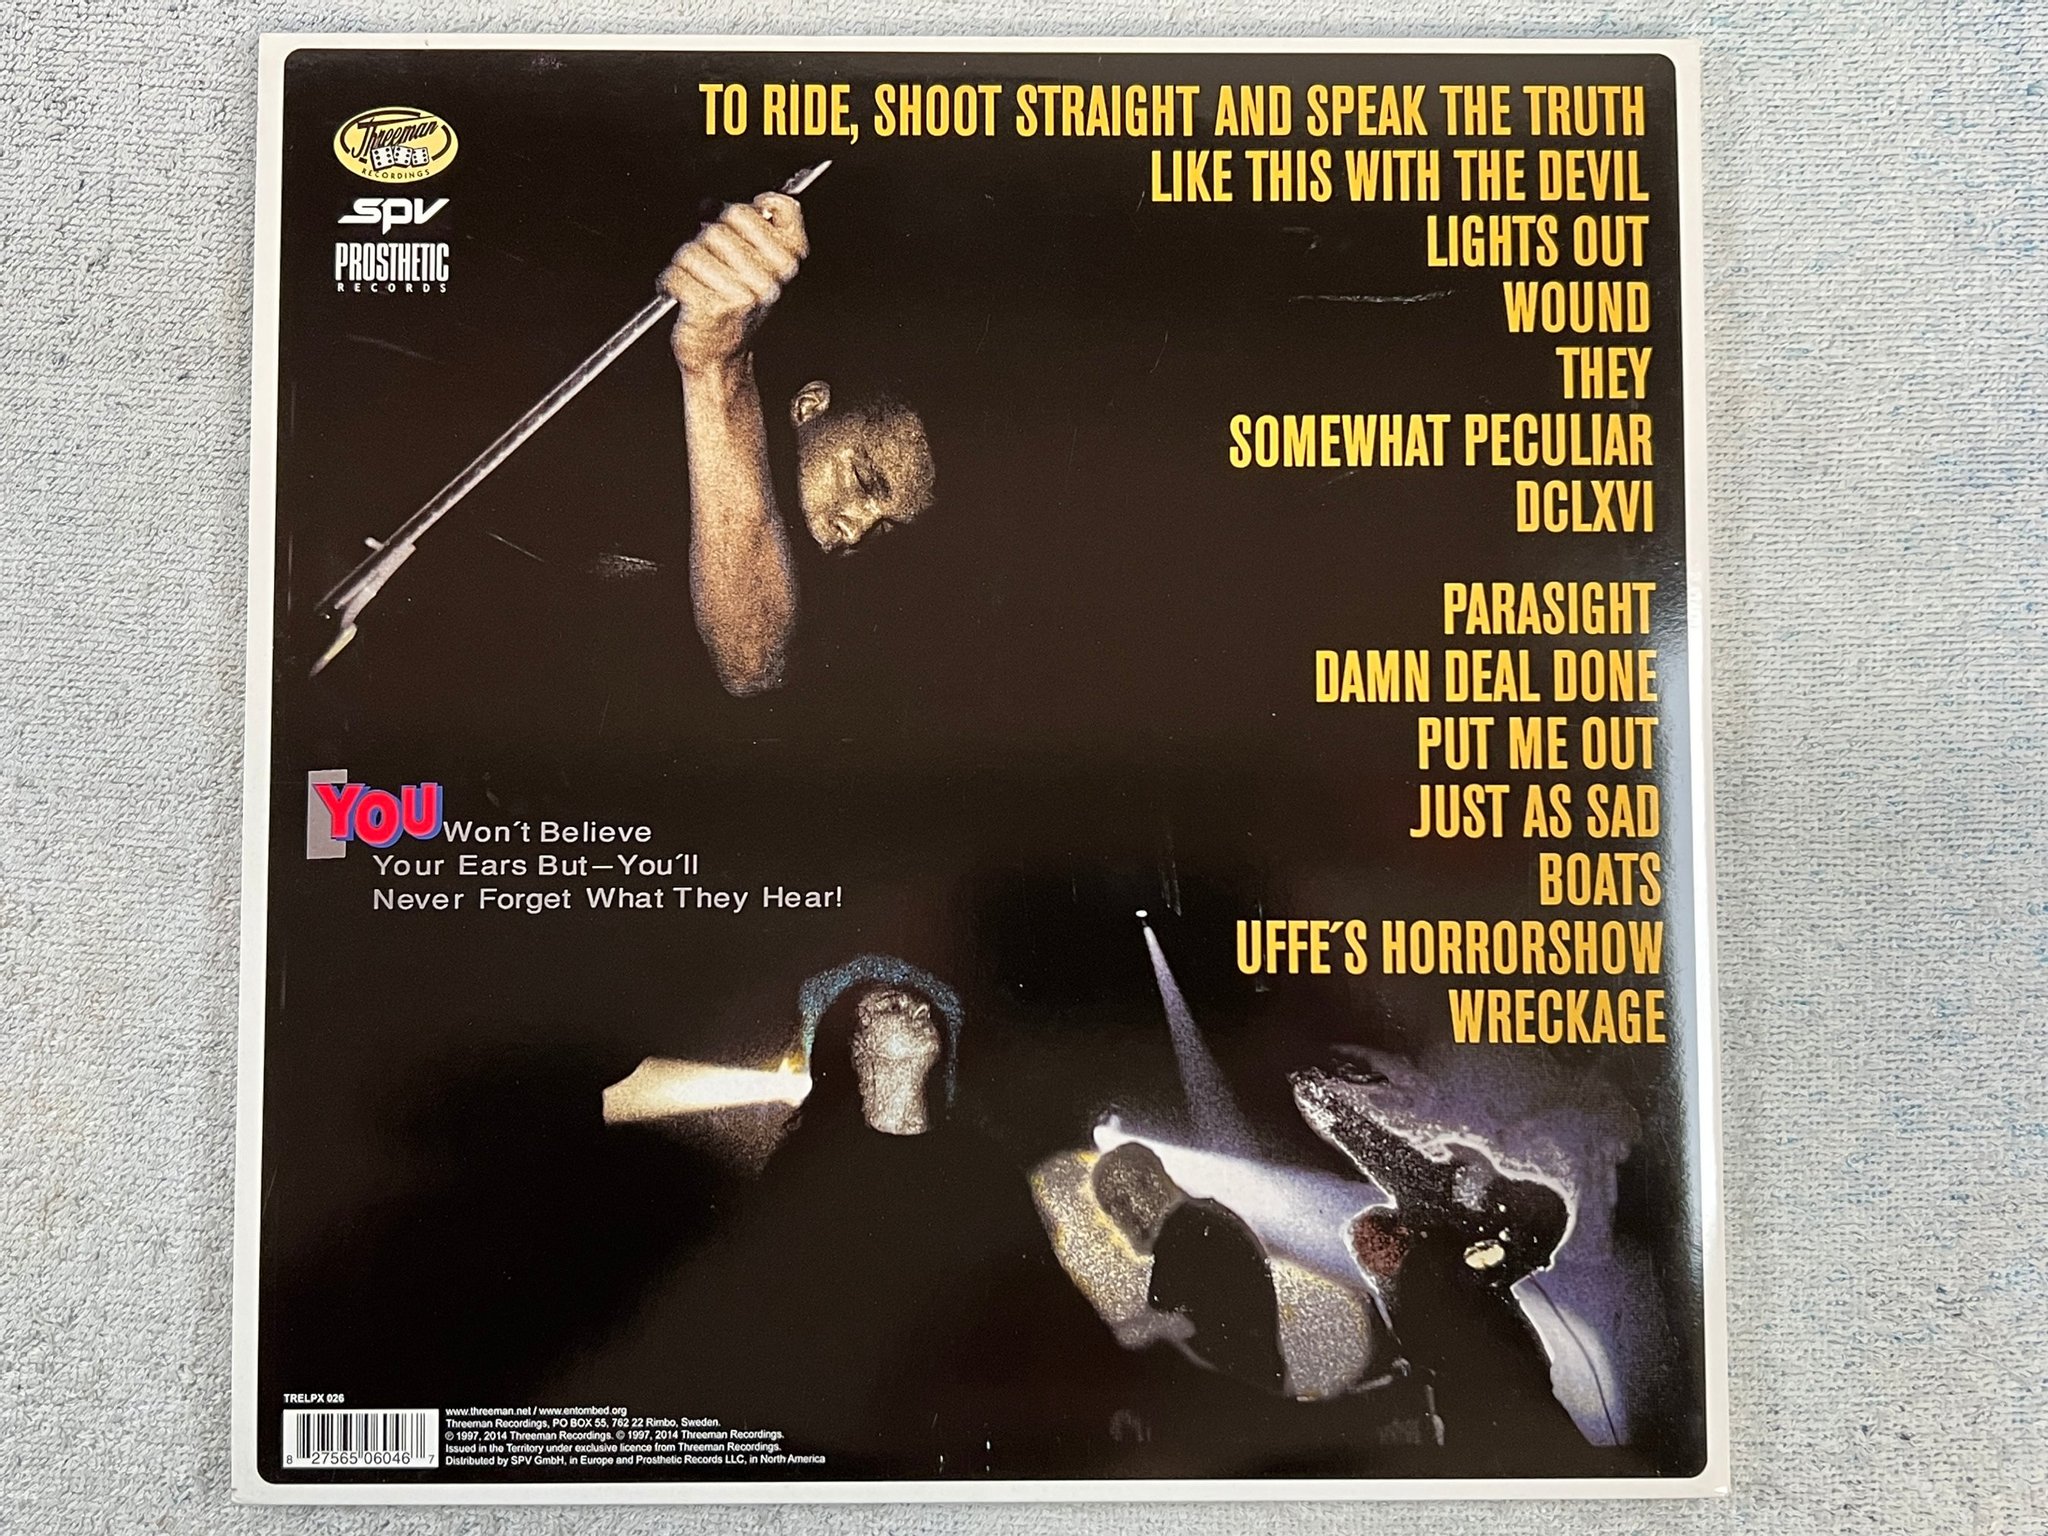 Threeman
RECORDINGS
SPV
PROSTHETIC
RECORDS
TO RIDE, SHOOT STRAIGHT AND SPEAK THE TRUTH
LIKE THIS WITH THE DEVIL
LIGHTS OUT
WOUND
THEY
SOMEWHAT PECULIAR
DCLXVI
PARASIGHT
DAMN DEAL DONE
PUT ME OUT
JUST AS SAD
BOATS
UFFE´S HORRORSHOW
WRECKAGE
YOU Won´t Believe
Your Ears But—You´ll
Never Forget What They Hear!
TRELPX 026
8 27565 06046 7
www.threeman.net / www.entombed.org
Threeman Recordings, PO BOX 55, 762 22 Rimbo, Sweden.
℗ 1997, 2014 Threeman Recordings. © 1997, 2014 Threeman Recordings.
Issued in the Territory under exclusive licence from Threeman Recordings.
Distributed by SPV GmbH, in Europe and Prosthetic Records LLC, in North America